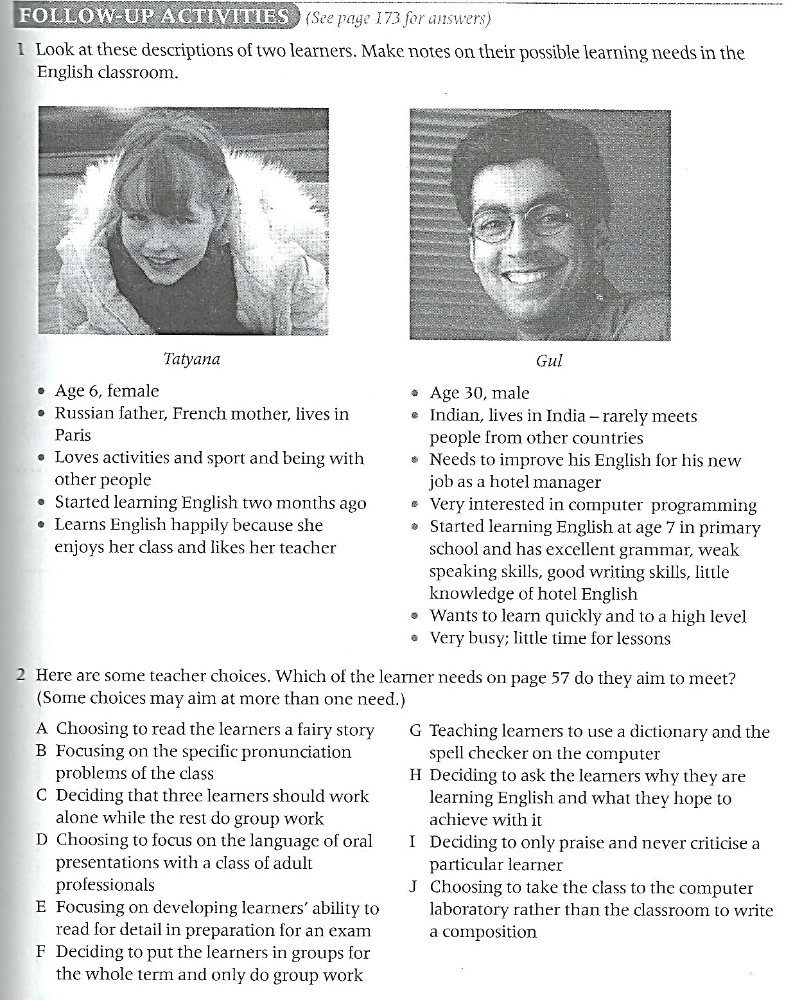 FOLLOW-UP ACTIVITIES (See page 173 for answers)
1 Look at these descriptions of two learners. Make notes on their possible learning needs in the
English classroom.
Tatyana
• Age 6, female
• Russian father, French mother, lives in
Paris
• Loves activities and sport and being with
other people
• Started learning English two months ago
• Learns English happily because she
enjoys her class and likes her teacher
Gul
• Age 30, male
• Indian, lives in India – rarely meets
people from other countries
• Needs to improve his English for his new
job as a hotel manager
• Very interested in computer programming
• Started learning English at age 7 in primary
school and has excellent grammar, weak
speaking skills, good writing skills, little
knowledge of hotel English
• Wants to learn quickly and to a high level
• Very busy; little time for lessons
2 Here are some teacher choices. Which of the learner needs on page 57 do they aim to meet?
(Some choices may aim at more than one need.)
A Choosing to read the learners a fairy story
B Focusing on the specific pronunciation
problems of the class
C Deciding that three learners should work
alone while the rest do group work
D Choosing to focus on the language of oral
presentations with a class of adult
professionals
E Focusing on developing learners' ability to
read for detail in preparation for an exam
F Deciding to put the learners in groups for
the whole term and only do group work
G Teaching learners to use a dictionary and the
spell checker on the computer
H Deciding to ask the learners why they are
learning English and what they hope to
achieve with it
I Deciding to only praise and never criticise a
particular learner
J Choosing to take the class to the computer
laboratory rather than the classroom to write
a composition